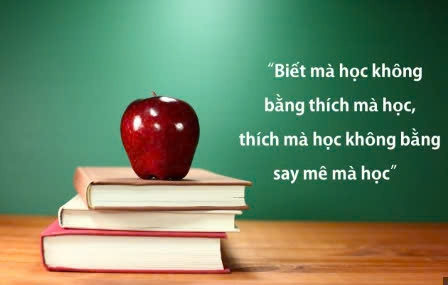 “Biết mà học không
bằng thích mà học,
thích mà học không bằng
say mê mà học”